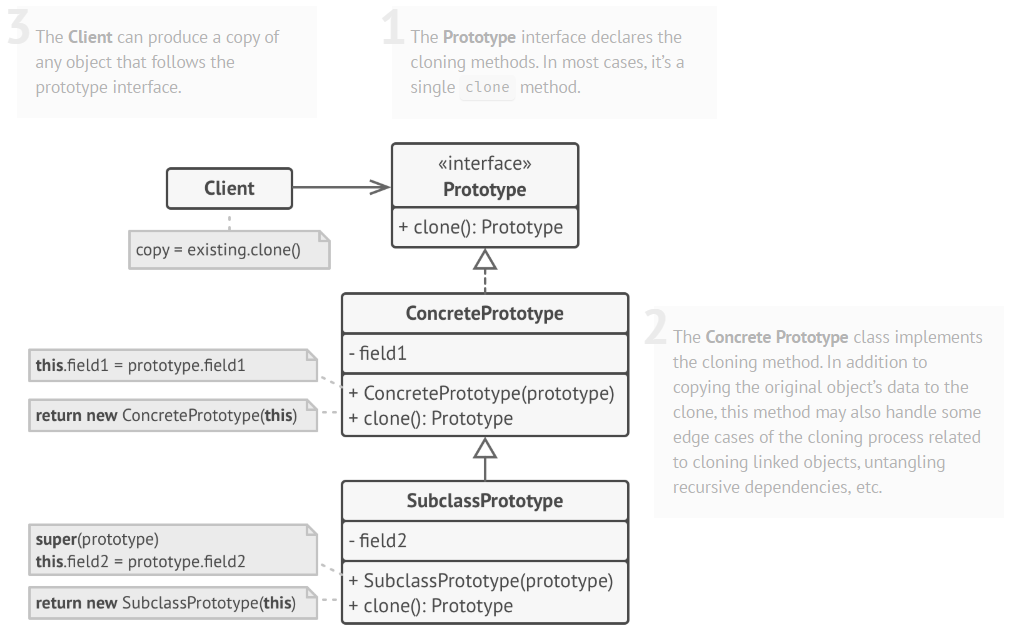 3
The Client can produce a copy of
any object that follows the
prototype interface.
1
The Prototype interface declares the
cloning methods. In most cases, it's a
single clone method.
Client
copy = existing.clone()
«interface»
Prototype
+ clone(): Prototype
ConcretePrototype
- field1
+ ConcretePrototype(prototype)
+ clone(): Prototype
this.field1 = prototype.field1
return new ConcretePrototype(this)
2
The Concrete Prototype class implements
the cloning method. In addition to
copying the original object's data to the
clone, this method may also handle some
edge cases of the cloning process related
to cloning linked objects, untangling
recursive dependencies, etc.
SubclassPrototype
- field2
+ SubclassPrototype(prototype)
+ clone(): Prototype
super(prototype)
this.field2 = prototype.field2
return new SubclassPrototype(this)